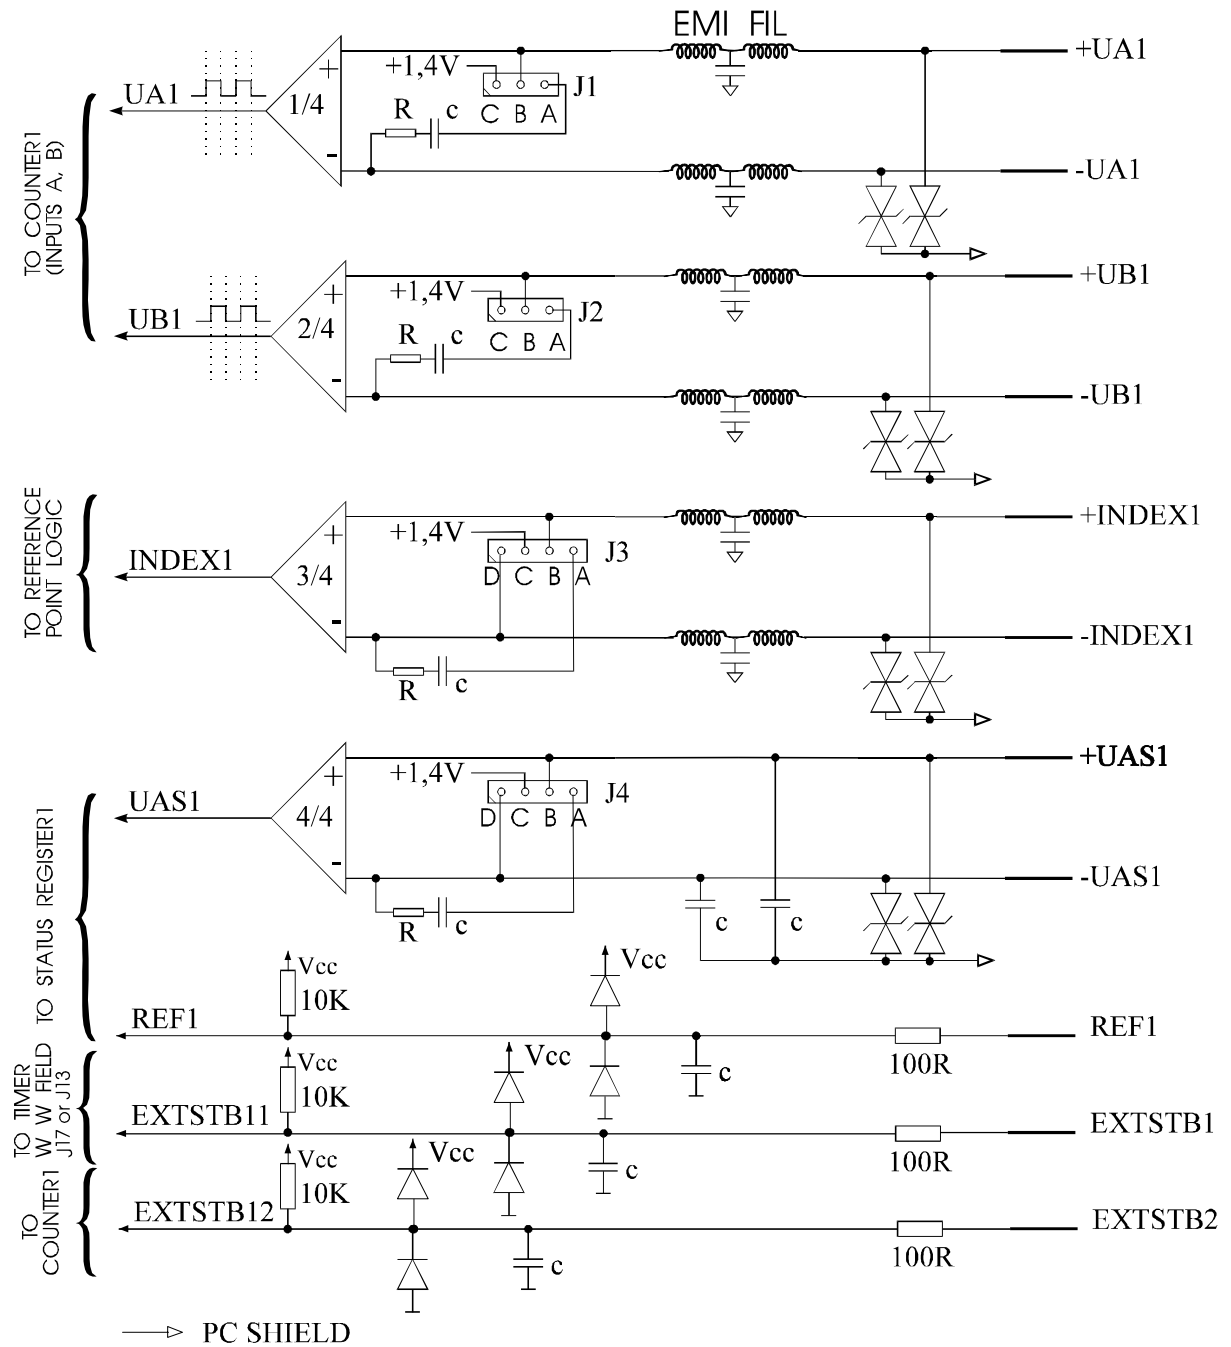 EMI FIL
+UA1
+1,4V
J1
UA1
+
1/4
-
R
c
C B A
-UA1
TO COUNTER1
(INPUTS A, B)
+UB1
+1,4V
J2
UB1
+
2/4
-
R
c
C B A
-UB1
+INDEX1
+1,4V
J3
INDEX1
+
3/4
-
D C B A
R
c
-INDEX1
TO REFERENCE
POINT LOGIC
+UAS1
+1,4V
J4
UAS1
+
4/4
-
D C B A
R
c
c
c
-UAS1
TO STATUS REGISTER1
Vcc
10K
Vcc
REF1
c
100R
REF1
TO TIMER
W W FIELD
J17 or J13
Vcc
10K
Vcc
EXTSTB11
c
100R
EXTSTB1
TO
COUNTER1
Vcc
10K
Vcc
EXTSTB12
c
100R
EXTSTB2
PC SHIELD